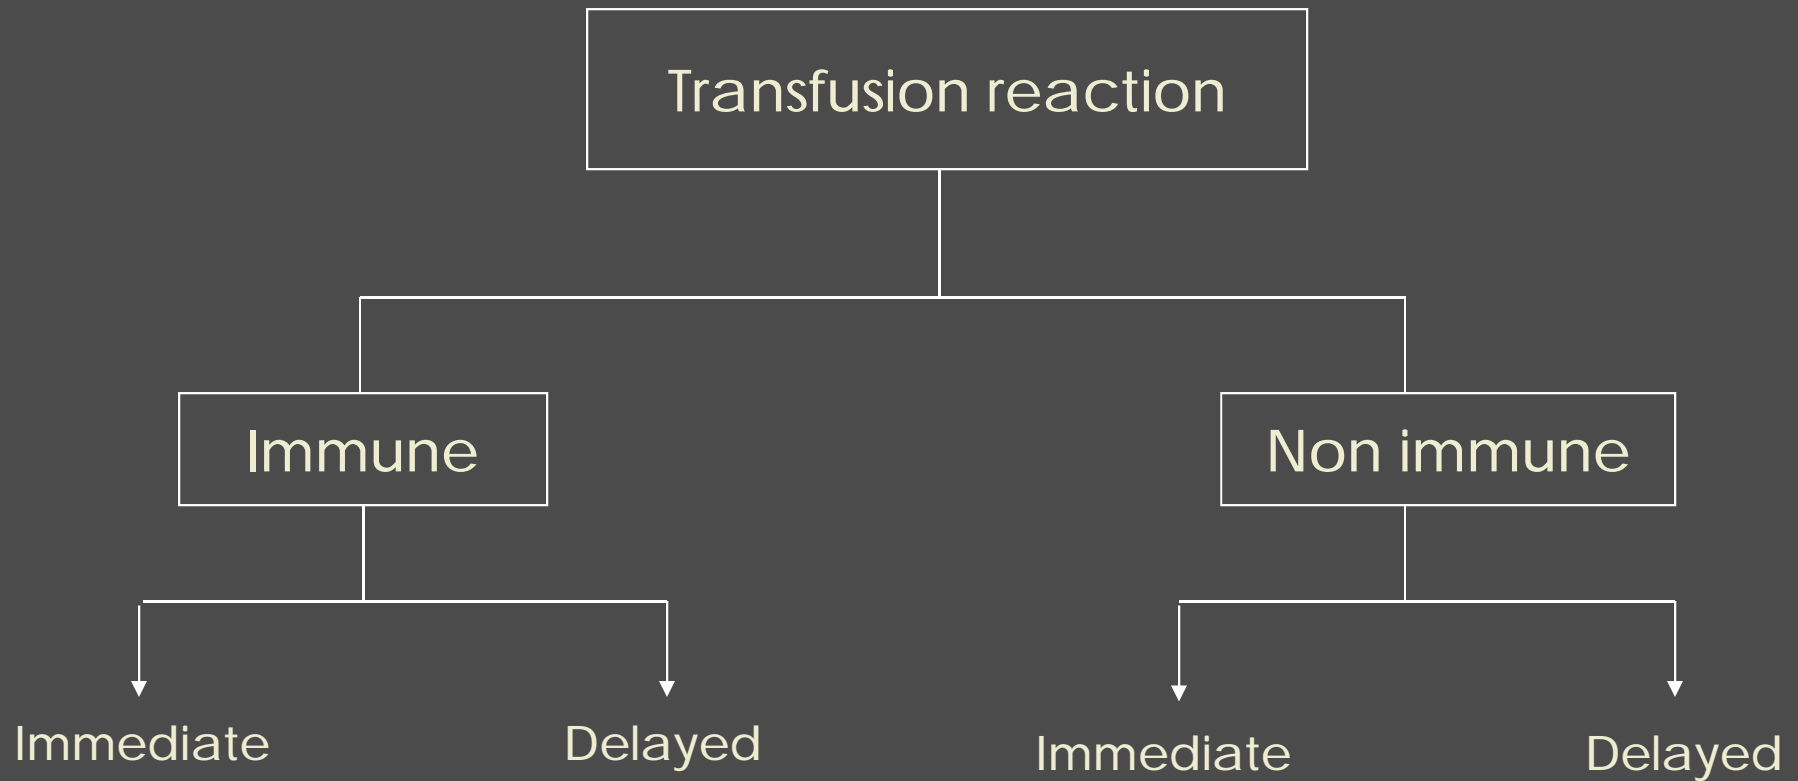 Transfusion reaction
Immune
Non immune
Immediate
Delayed
Immediate
Delayed